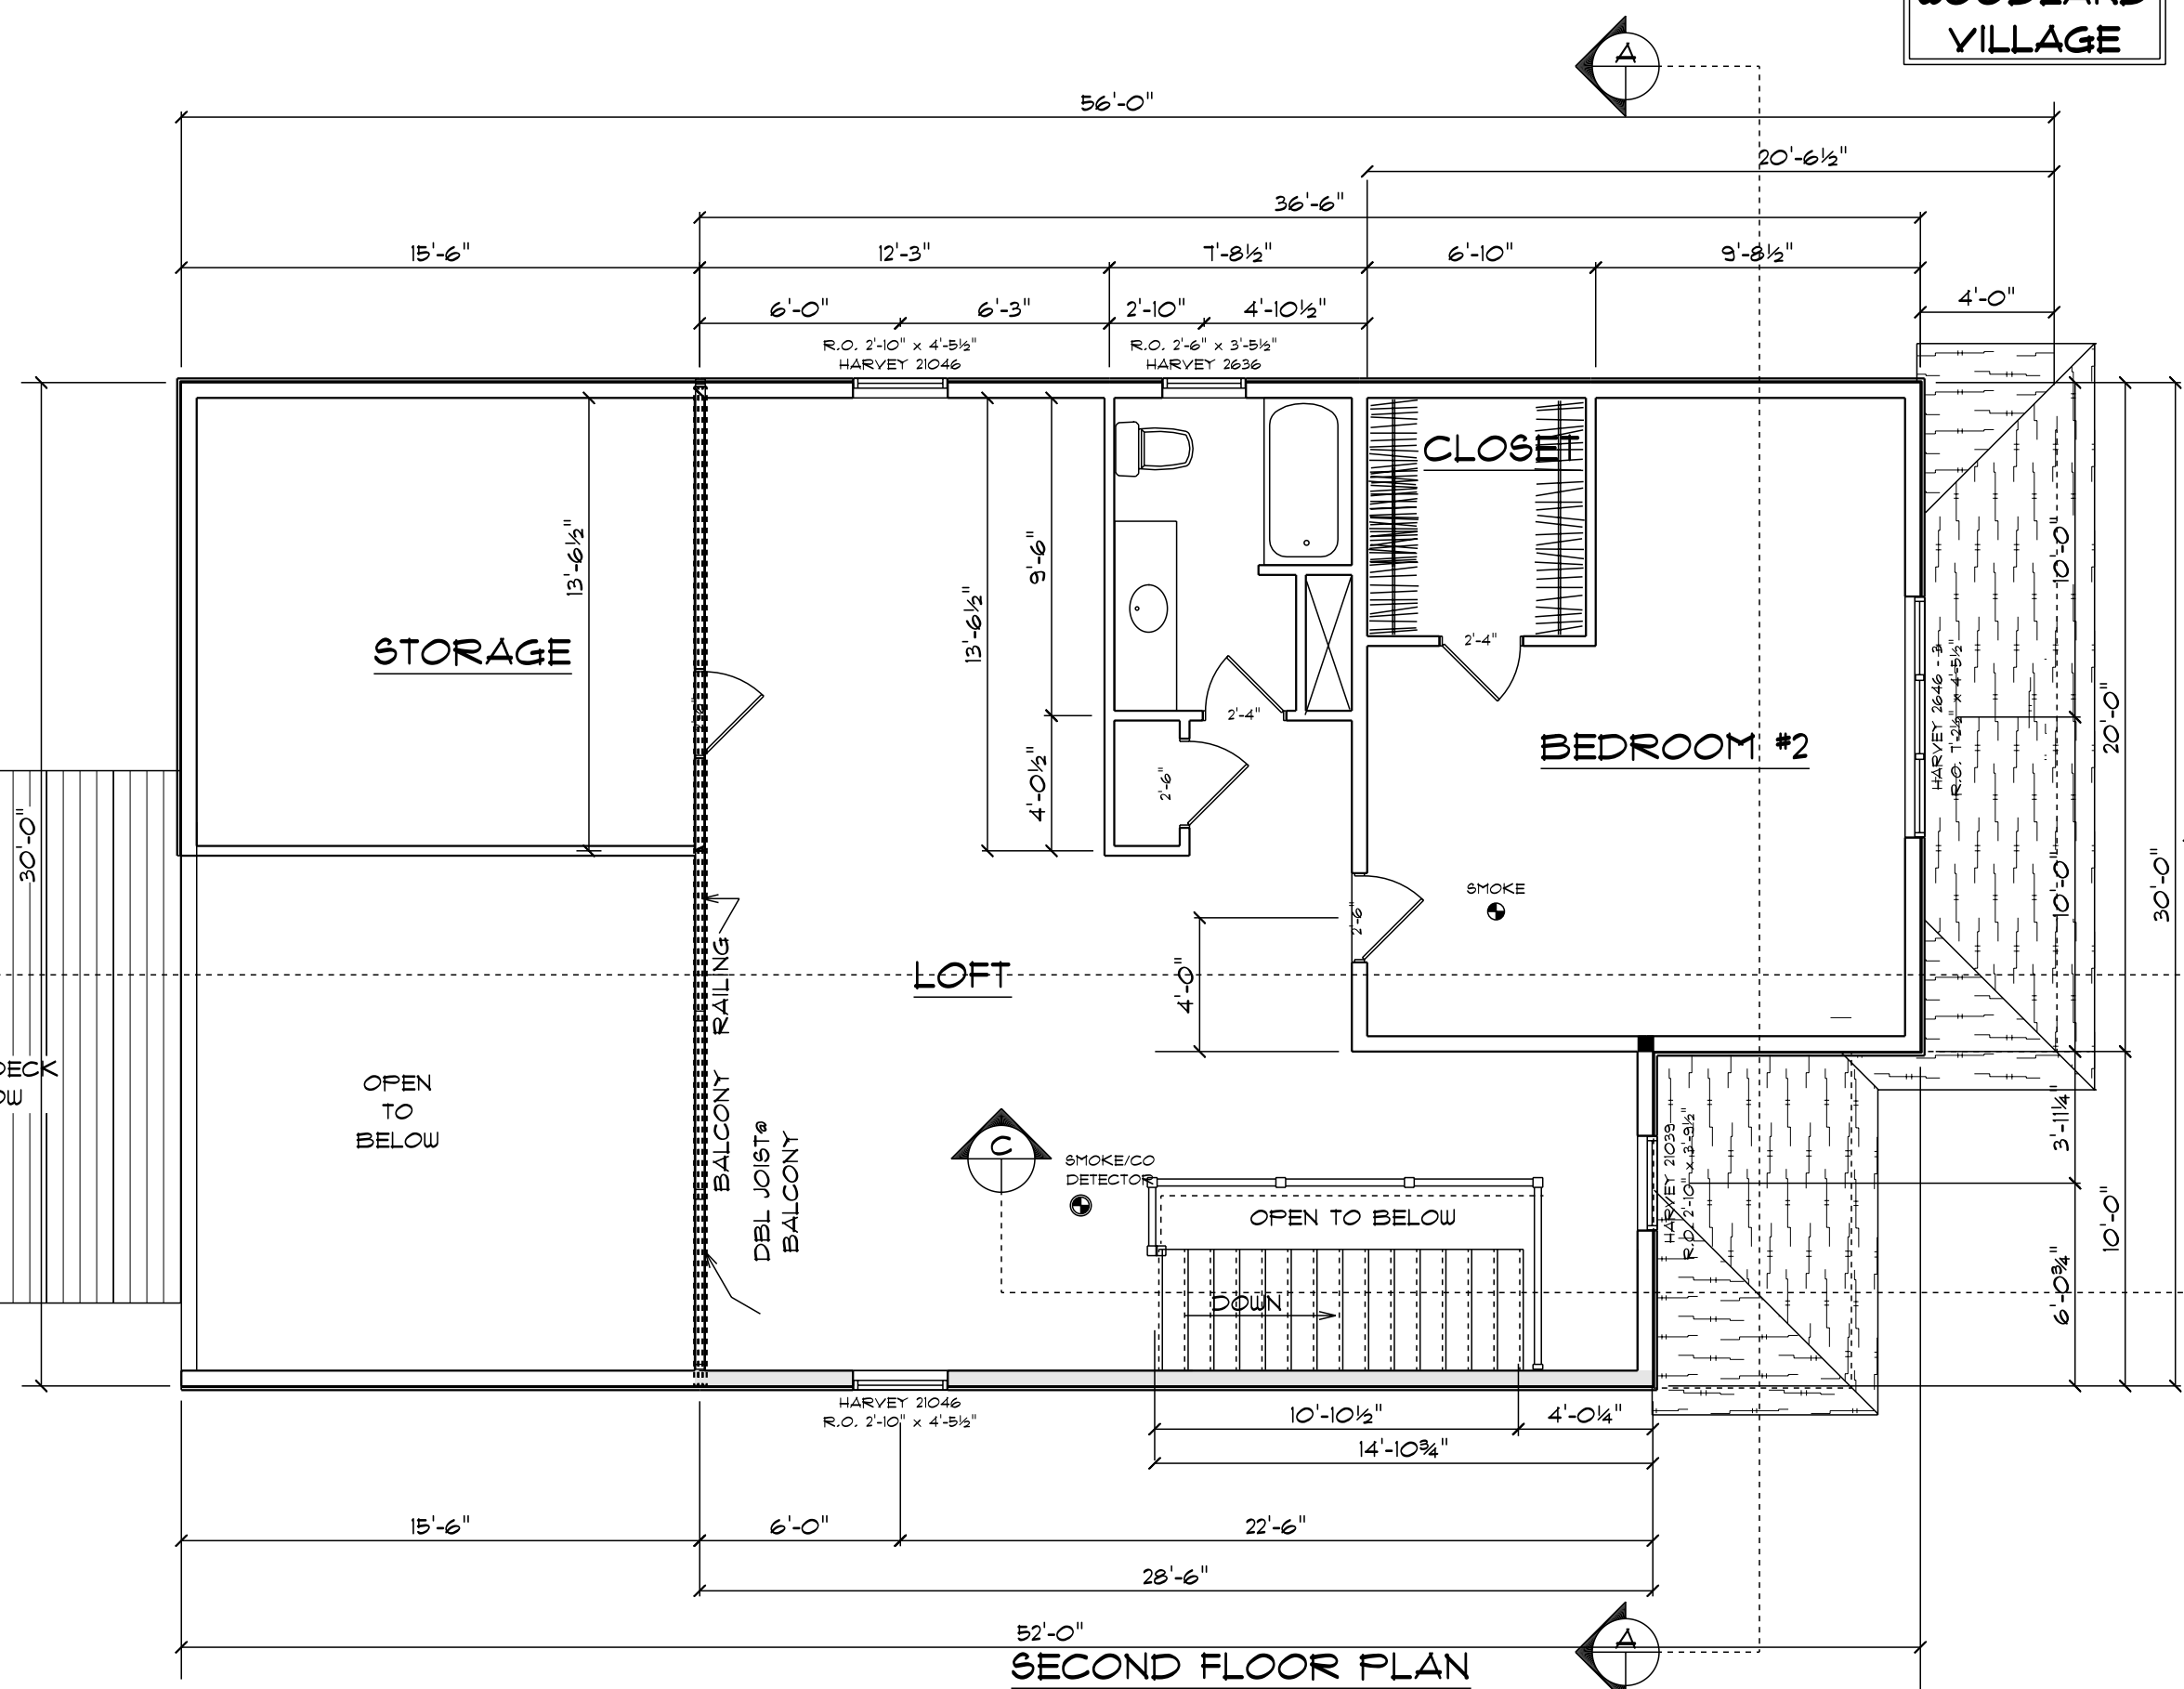 WOODLAND
VILLAGE
A
56'-0"
20'-6½"
36'-6"
15'-6"
12'-3"
7'-8½"
6'-10"
9'-8½"
4'-0"
6'-0"
6'-3"
2'-10"
4'-10½"
R.O. 2'-10" x 4'-5½"
HARVEY 21046
R.O. 2'-6" x 3'-5½"
HARVEY 2636
CLOSET
STORAGE
13'-6½"
13'-6½"
9'-6"
4'-0½"
2'-4"
2'-4"
2'-6"
BEDROOM #2
HARVEY 2646 - 3
R.O. 7'-2½" x 4'-5½"
10'-0"
10'-0"
20'-0"
30'-0"
30'-0"
SMOKE
2'-6"
4'-0"
LOFT
BALCONY RAILING
DBL JOIST@
BALCONY
OPEN
TO
BELOW
DECK
OW
C
SMOKE/CO
DETECTOR
OPEN TO BELOW
DOWN
HARVEY 21039
R.O. 2'-10" x 3'-9½"
3'-11¼"
6'-0¾"
10'-0"
HARVEY 21046
R.O. 2'-10" x 4'-5½"
10'-10½"
4'-0¼"
14'-10¾"
15'-6"
6'-0"
22'-6"
28'-6"
52'-0"
A
SECOND FLOOR PLAN